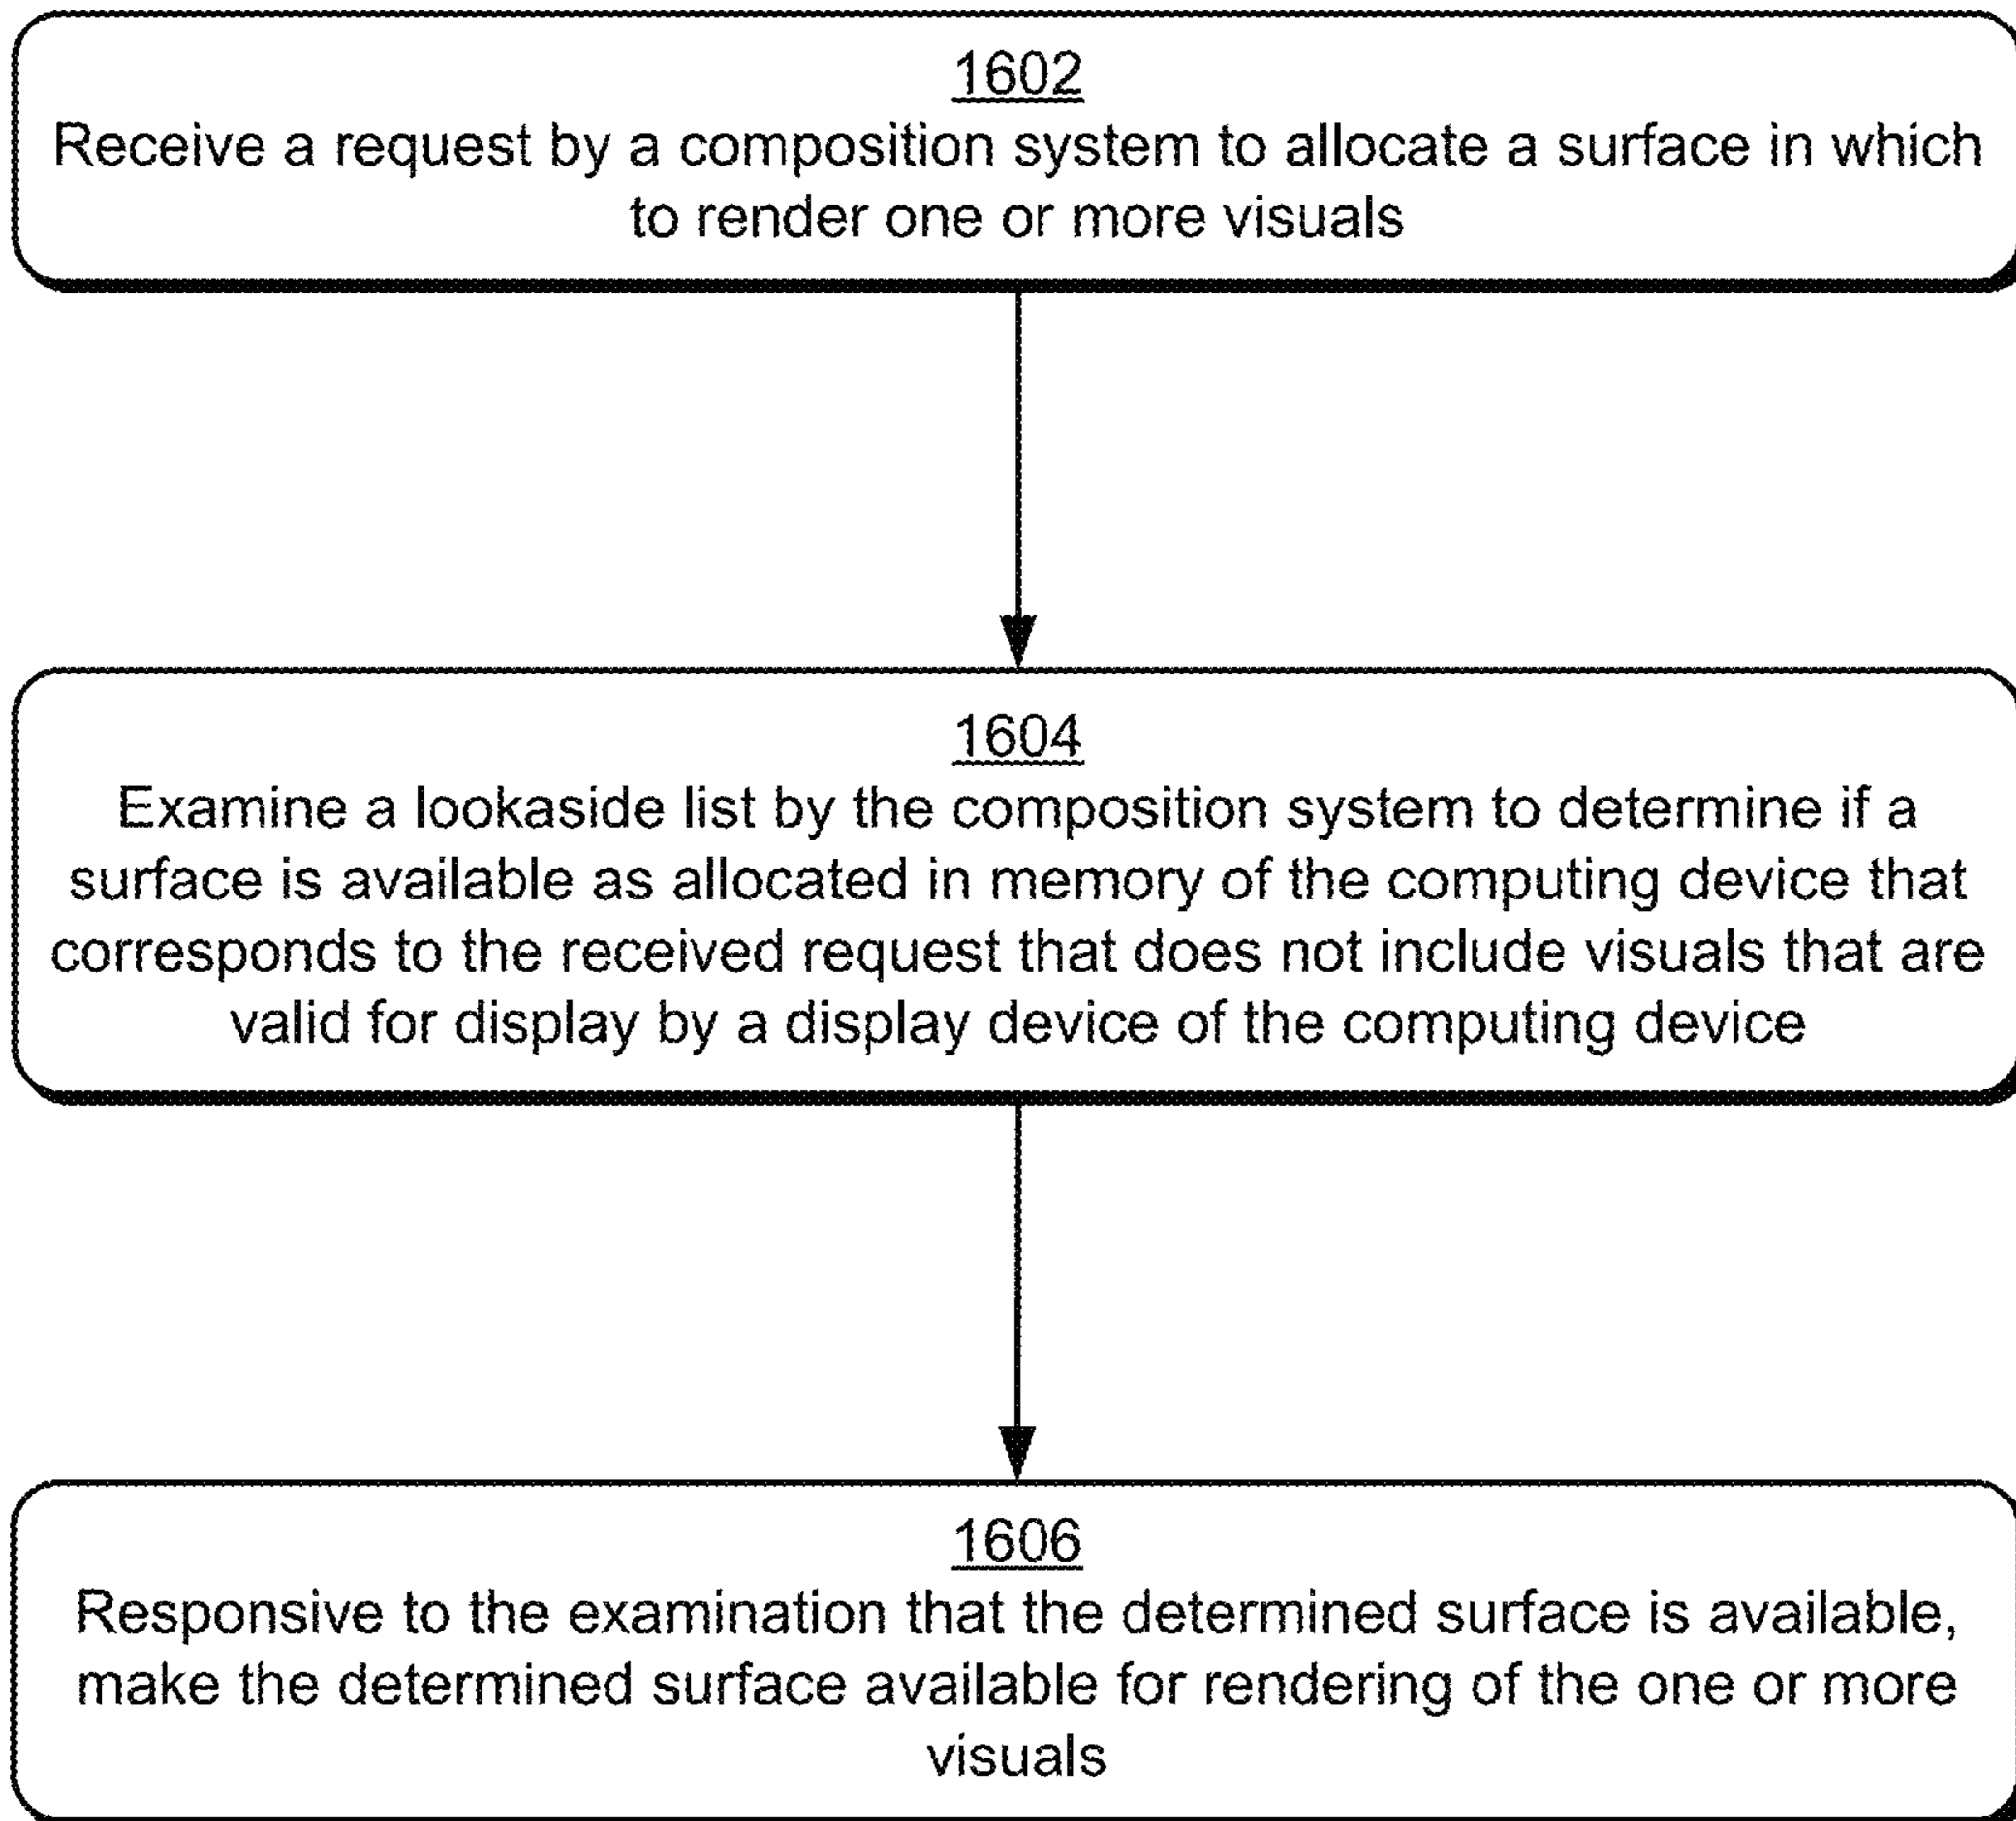 1602
Receive a request by a composition system to allocate a surface in which
to render one or more visuals
1604
Examine a lookaside list by the composition system to determine if a
surface is available as allocated in memory of the computing device that
corresponds to the received request that does not include visuals that are
valid for display by a display device of the computing device
1606
Responsive to the examination that the determined surface is available,
make the determined surface available for rendering of the one or more
visuals